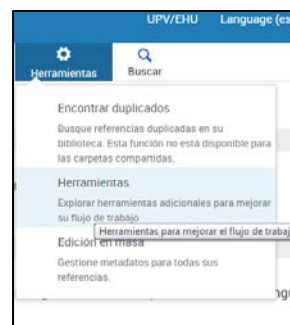 UPV/EHU Language (es
Herramientas Buscar
Encontrar duplicados
Busque referencias duplicadas en su
biblioteca. Esta función no está disponible para
las carpetas compartidas.
Herramientas
Explorar herramientas adicionales para mejorar
su flujo de trabajo
Herramientas para mejorar el flujo de trabaj
Edición en masa
Gestione metadatos para todas sus
referencias.